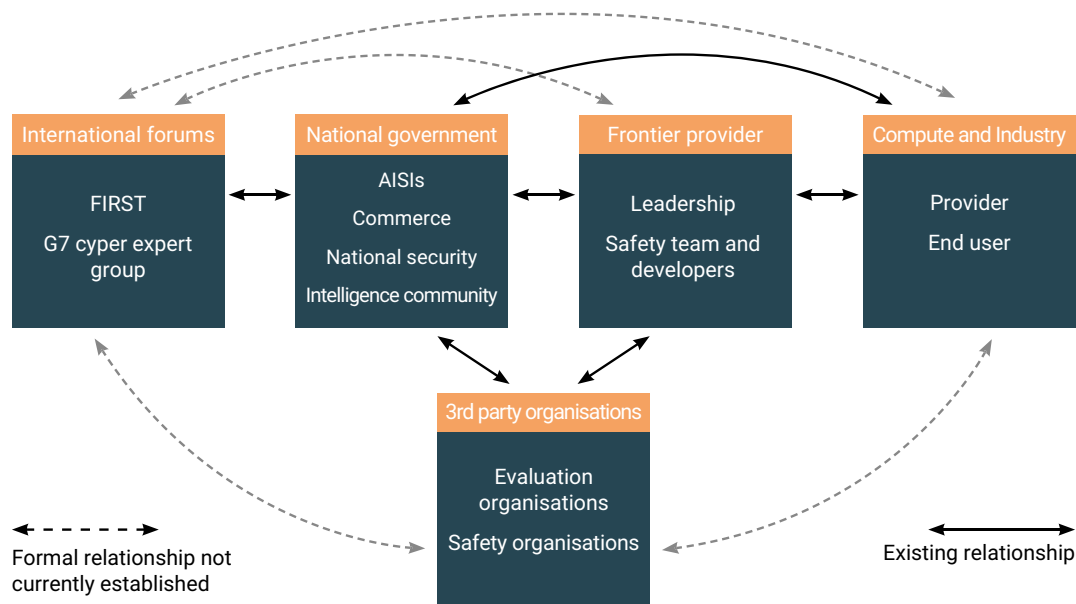 International forums
FIRST
G7 cyper expert
group
National government
AISIs
Commerce
National security
Intelligence community
Frontier provider
Leadership
Safety team and
developers
Compute and Industry
Provider
End user
3rd party organisations
Evaluation
organisations
Safety organisations
Formal relationship not
currently established
Existing relationship